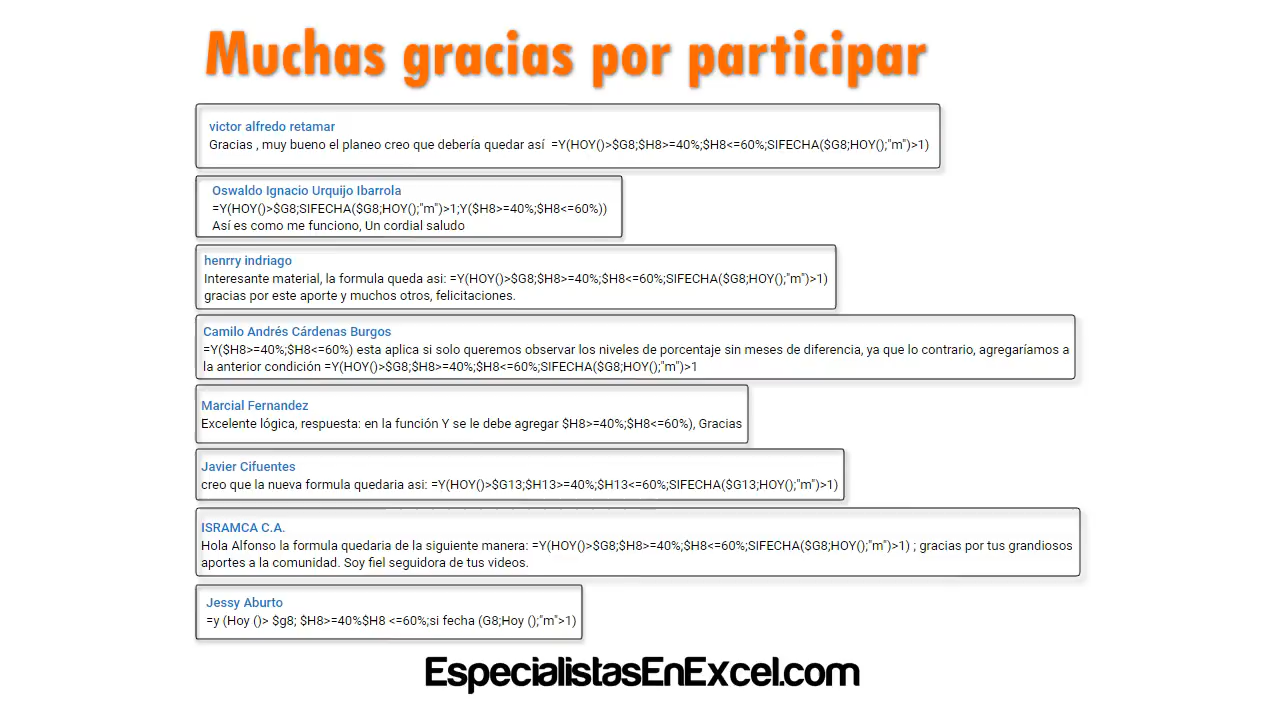 Muchas gracias por participar
victor alfredo retamar
Gracias , muy bueno el planeo creo que debería quedar así =Y(HOY()>$G8;$H8>=40%;$H8<=60%;SIFECHA($G8;HOY();"m")>1)
Oswaldo Ignacio Urquijo Ibarrola
=Y(HOY()>$G8;SIFECHA($G8;HOY();"m")>1;Y($H8>=40%;$H8<=60%))
Así es como me funciono, Un cordial saludo
henrry indriago
Interesante material, la formula queda asi: =Y(HOY()>$G8;$H8>=40%;$H8<=60%;SIFECHA($G8;HOY();"m")>1)
gracias por este aporte y muchos otros, felicitaciones.
Camilo Andrés Cárdenas Burgos
=Y($H8>=40%;$H8<=60%) esta aplica si solo queremos observar los niveles de porcentaje sin meses de diferencia, ya que lo contrario, agregaríamos a
la anterior condición =Y(HOY()>$G8;$H8>=40%;$H8<=60%;SIFECHA($G8;HOY();"m")>1
Marcial Fernandez
Excelente lógica, respuesta: en la función Y se le debe agregar $H8>=40%;$H8<=60%), Gracias
Javier Cifuentes
creo que la nueva formula quedaria asi: =Y(HOY()>$G13;$H13>=40%;$H13<=60%;SIFECHA($G13;HOY();"m")>1)
ISRAMCA C.A.
Hola Alfonso la formula quedaria de la siguiente manera: =Y(HOY()>$G8;$H8>=40%;$H8<=60%;SIFECHA($G8;HOY();"m")>1) ; gracias por tus grandiosos
aportes a la comunidad. Soy fiel seguidora de tus videos.
Jessy Aburto
=y (Hoy ()> $g8; $H8>=40%$H8 <=60%;si fecha (G8;Hoy ();"m">1)
EspecialistasEnExcel.com